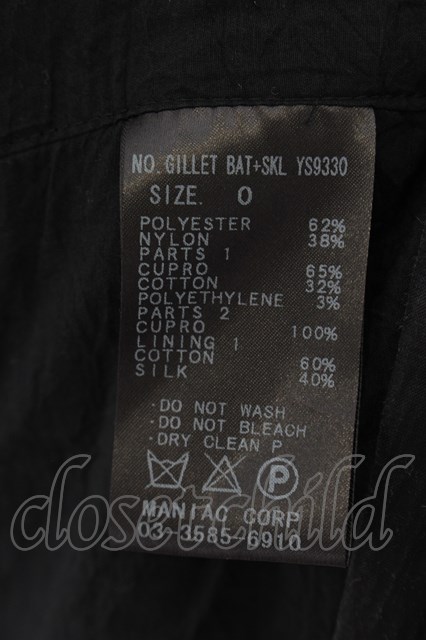 NO. GILLET BAT+SKL YS9330
SIZE. 0
POLYESTER 62%
NYLON 38%
PARTS 1
CUPRO 65%
COTTON 32%
POLYETHYLENE 3%
PARTS 2
CUPRO 100%
LINING 1
COTTON 60%
SILK 40%
·DO NOT WASH
·DO NOT BLEACH
·DRY CLEAN P
P
closetchild
MANIAC CORP
03-3585-6910